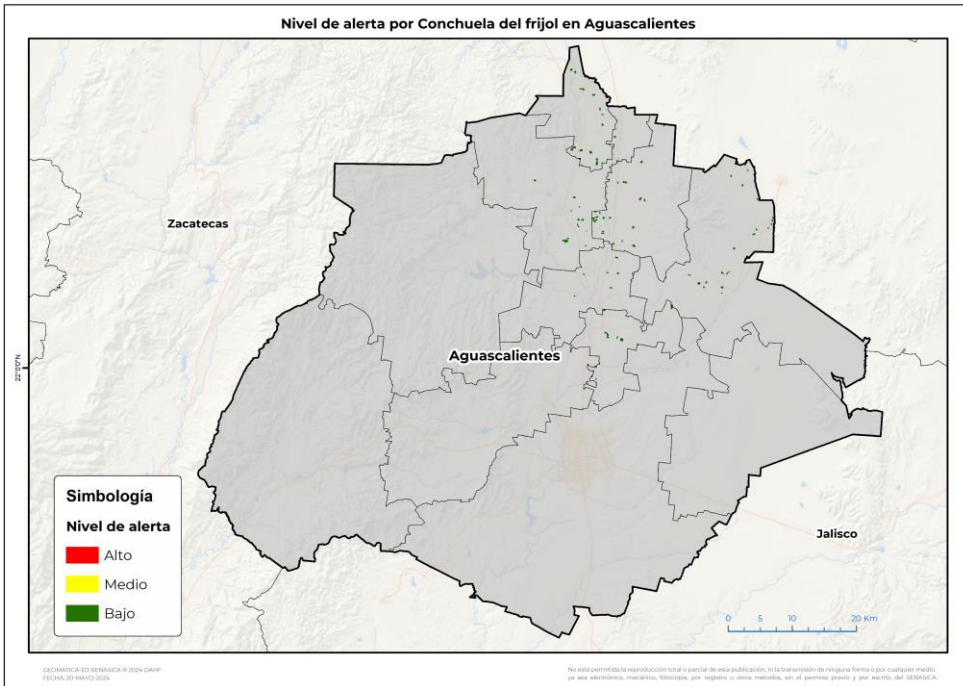 Nivel de alerta por Conchuela del frijol en Aguascalientes
Zacatecas
22°0'0"N
Aguascalientes
Simbología
Nivel de alerta
Alto
Medio
Bajo
Jalisco
0 5 10 20 Km
GEOMÁTICA-DJ-SENASICA © 2024 DAHF
FECHA: 20-MAYO-2024
No está permitida la reproducción total o parcial de esta publicación, ni la transmisión de ninguna forma o por cualquier medio,
ya sea electrónico, mecánico, fotocopia, por registro u otros métodos, sin el permiso previo y por escrito del SENASICA.